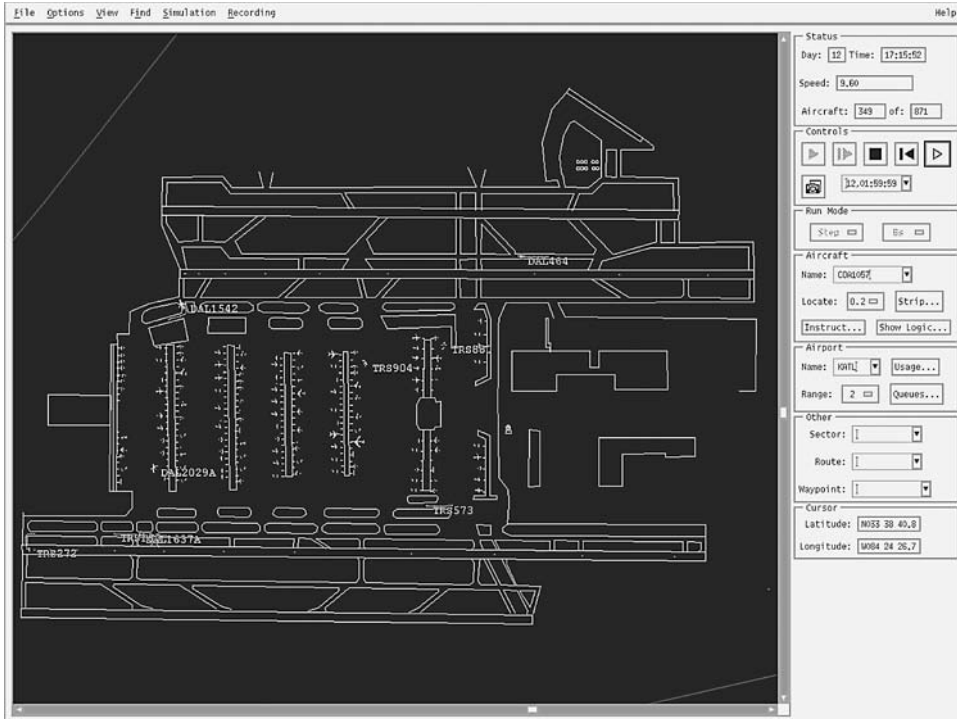 File Options View Find Simulation Recording Help
Status
Day: 12 Time: 17:15:52
Speed: 9.60
Aircraft: 349 of: 871
Controls
12,01:59:59
Run Mode
Step 8s
Aircraft
Name: COA1057
Locate: 0.2 Strip...
Instruct... Show Logic...
Airport
Name: KATL Usage...
Range: 2 Queues...
Other
Sector:
Route:
Waypoint:
Cursor
Latitude: N033 38 40.8
Longitude: W084 24 26.7
DAL464
DAL1542
TRS88
TRS904
DAL2029A
TRS573
1637A
TRS272